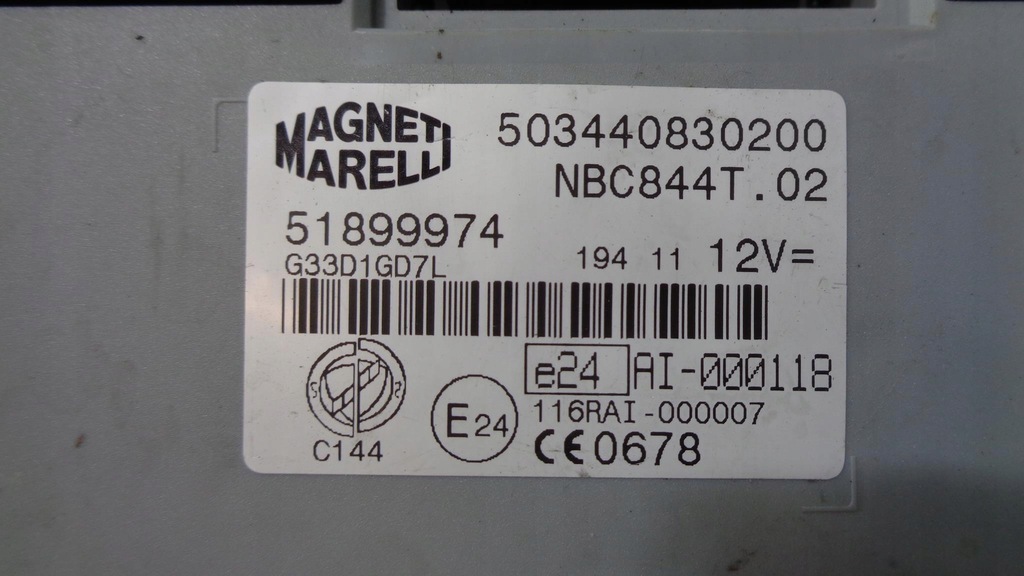 MAGNETI
MARELLI
503440830200
NBC844T.02
51899974
G33D1GD7L
194 11 12V=
e24 AI-000118
116RAI-000007
E24
C144
CE0678